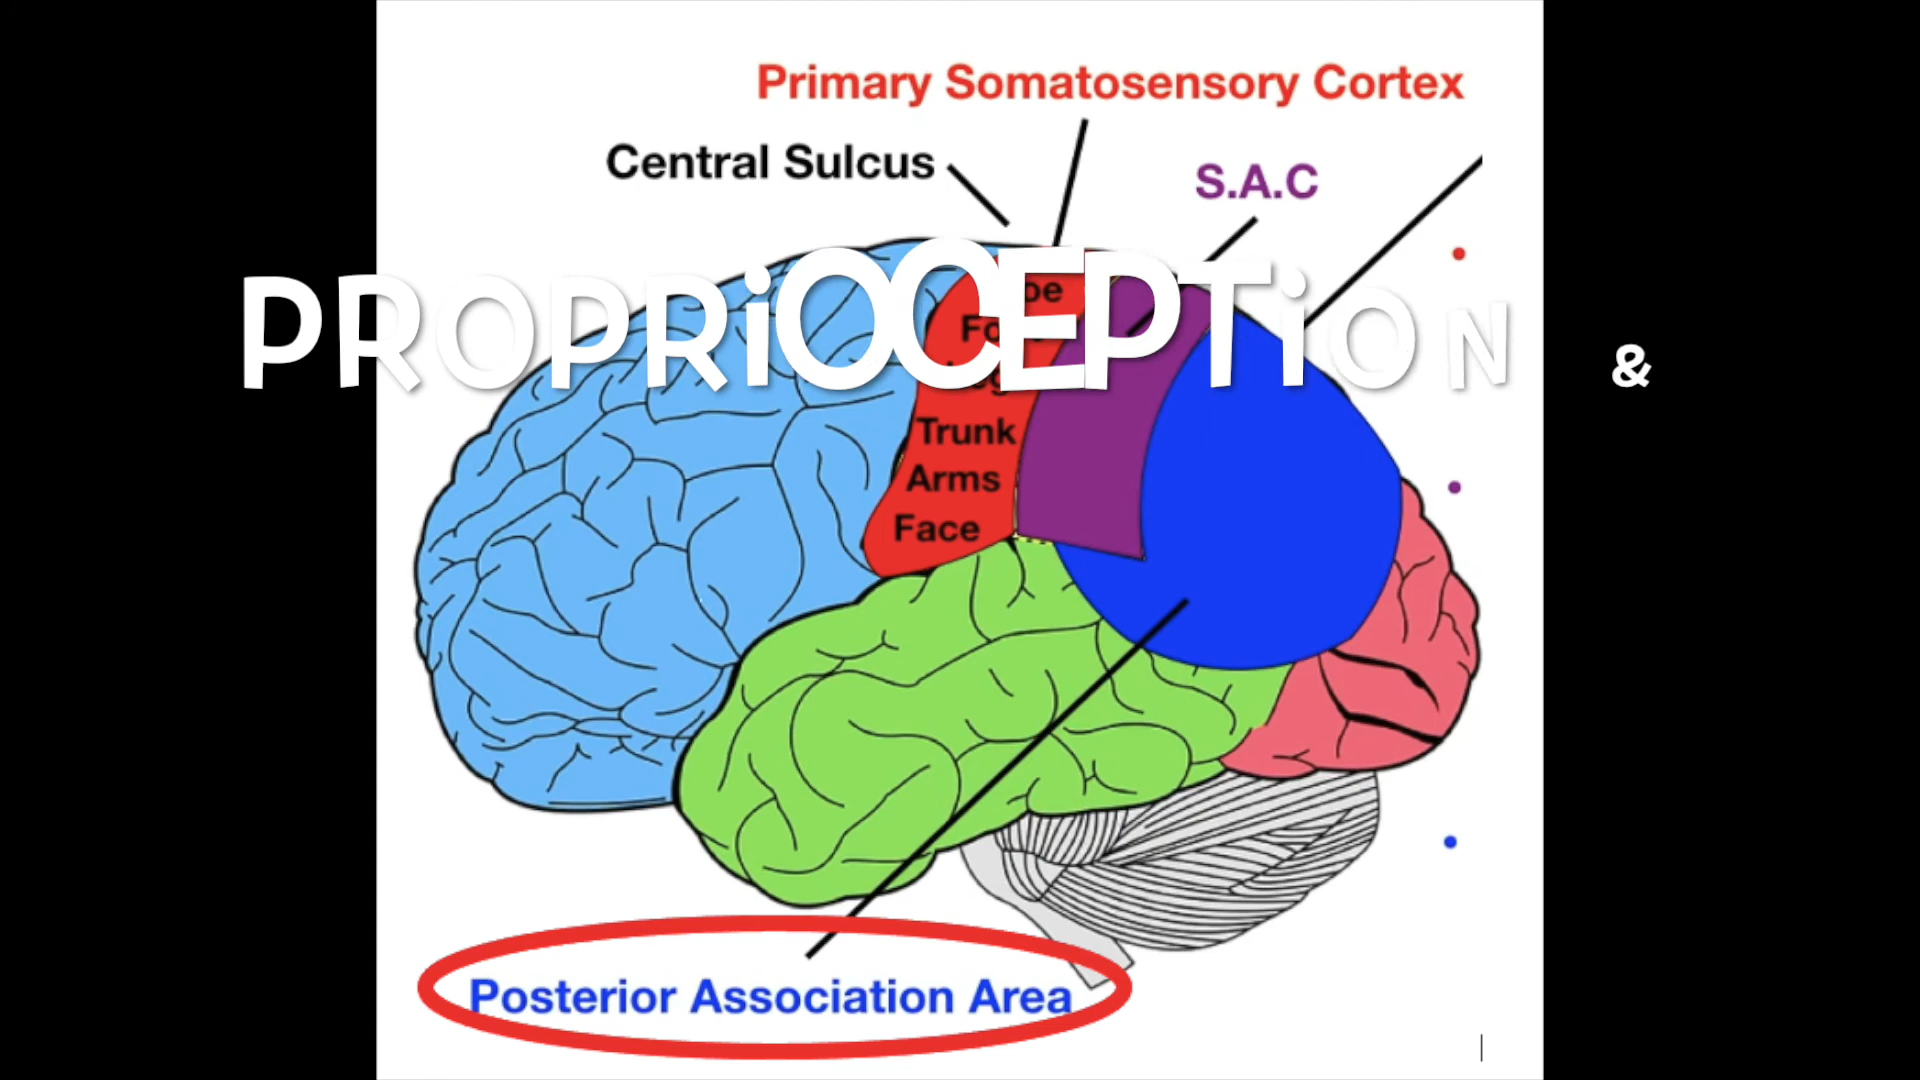 Primary Somatosensory Cortex
Central Sulcus
S.A.C
PROPRiOCEPTiON &
Trunk
Arms
Face
Posterior Association Area